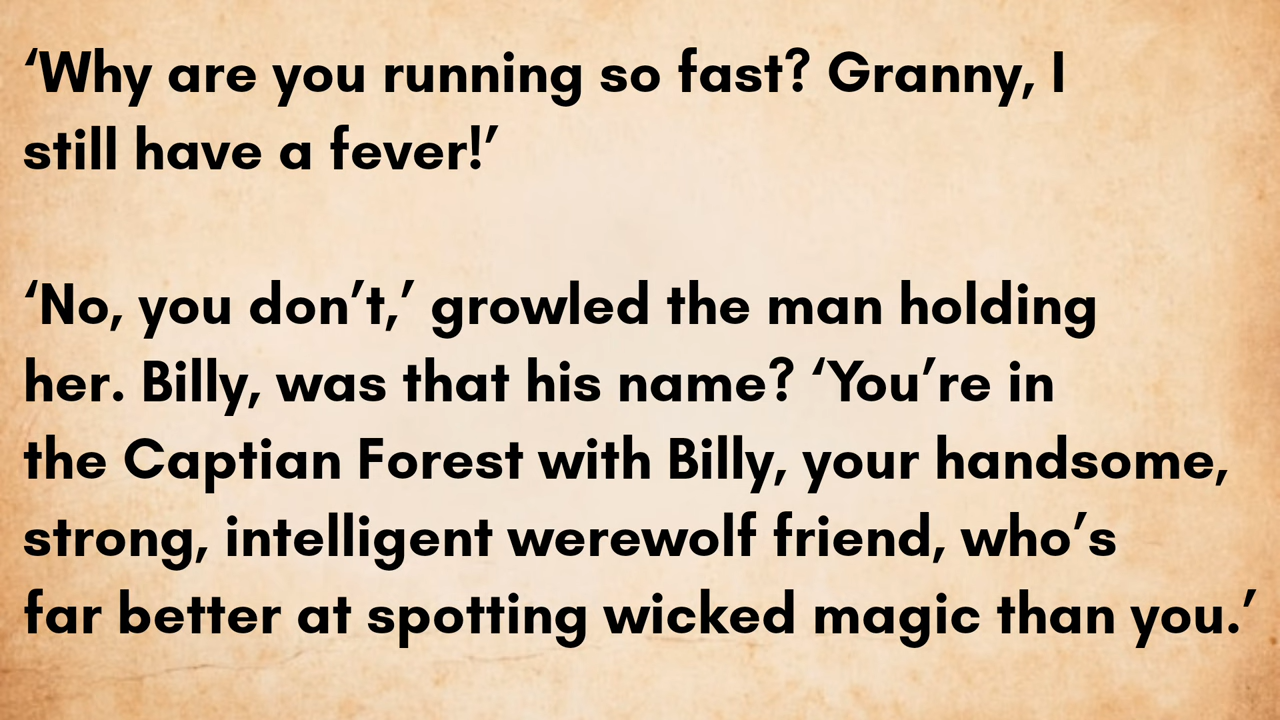 ‘Why are you running so fast? Granny, I
still have a fever!’
‘No, you don’t,’ growled the man holding
her. Billy, was that his name? ‘You’re in
the Captian Forest with Billy, your handsome,
strong, intelligent werewolf friend, who’s
far better at spotting wicked magic than you.’